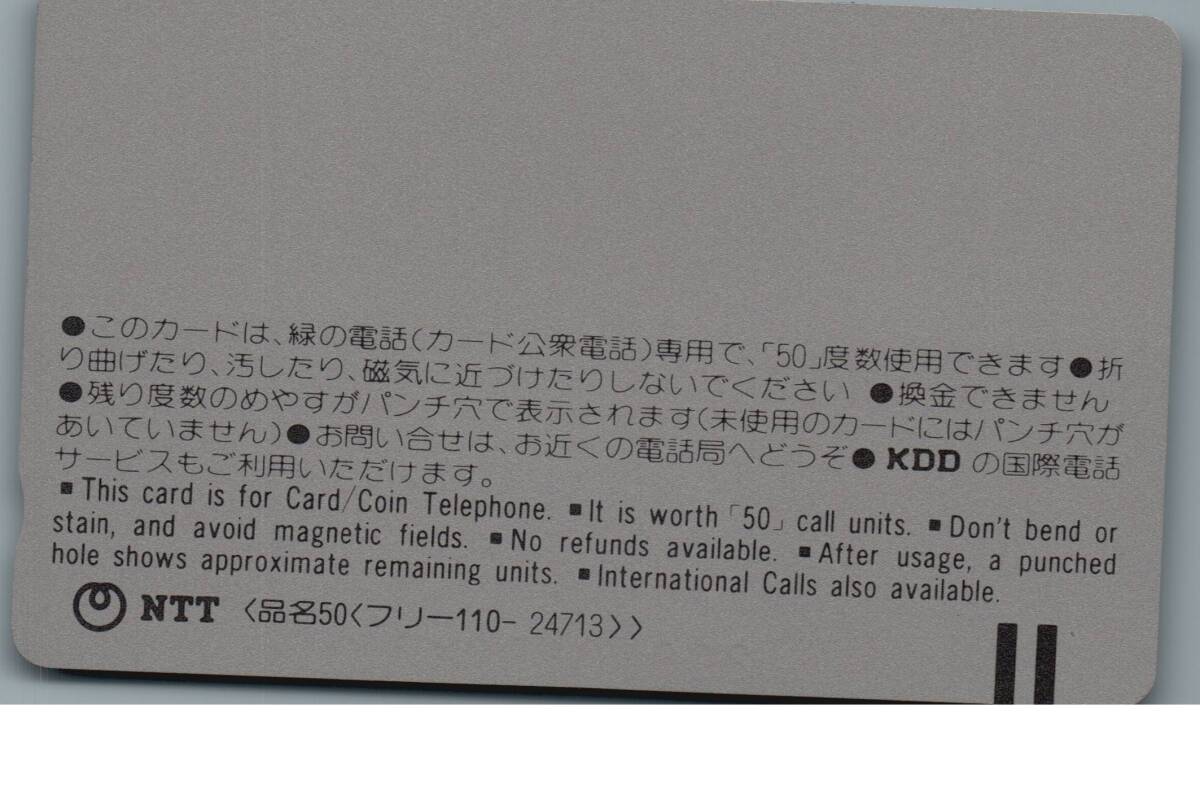 ●このカードは、緑の電話(カード公衆電話)専用で、「50」度数使用できます●折
り曲げたり、汚したり、磁気に近づけたりしないでください ●換金できません
●残り度数のめやすがパンチ穴で表示されます(未使用のカードにはパンチ穴が
あいていません)●お問い合せは、お近くの電話局へどうぞ● KDD の国際電話
サービスもご利用いただけます。
▪This card is for Card/Coin Telephone. ▪It is worth「50」call units. ▪Don't bend or
stain, and avoid magnetic fields. ▪No refunds available. ▪After usage, a punched
hole shows approximate remaining units. ▪International Calls also available.
NTT 〈品名50〈フリー110- 24713〉〉